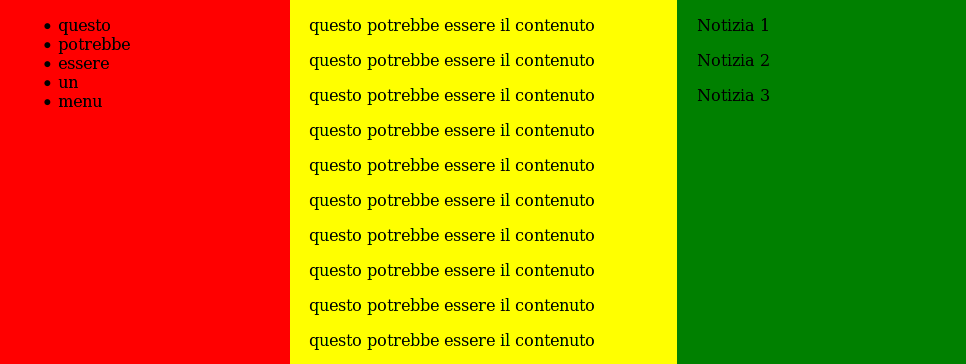 questo
potrebbe
essere
un
menu
questo potrebbe essere il contenuto
questo potrebbe essere il contenuto
questo potrebbe essere il contenuto
questo potrebbe essere il contenuto
questo potrebbe essere il contenuto
questo potrebbe essere il contenuto
questo potrebbe essere il contenuto
questo potrebbe essere il contenuto
questo potrebbe essere il contenuto
questo potrebbe essere il contenuto
Notizia 1
Notizia 2
Notizia 3